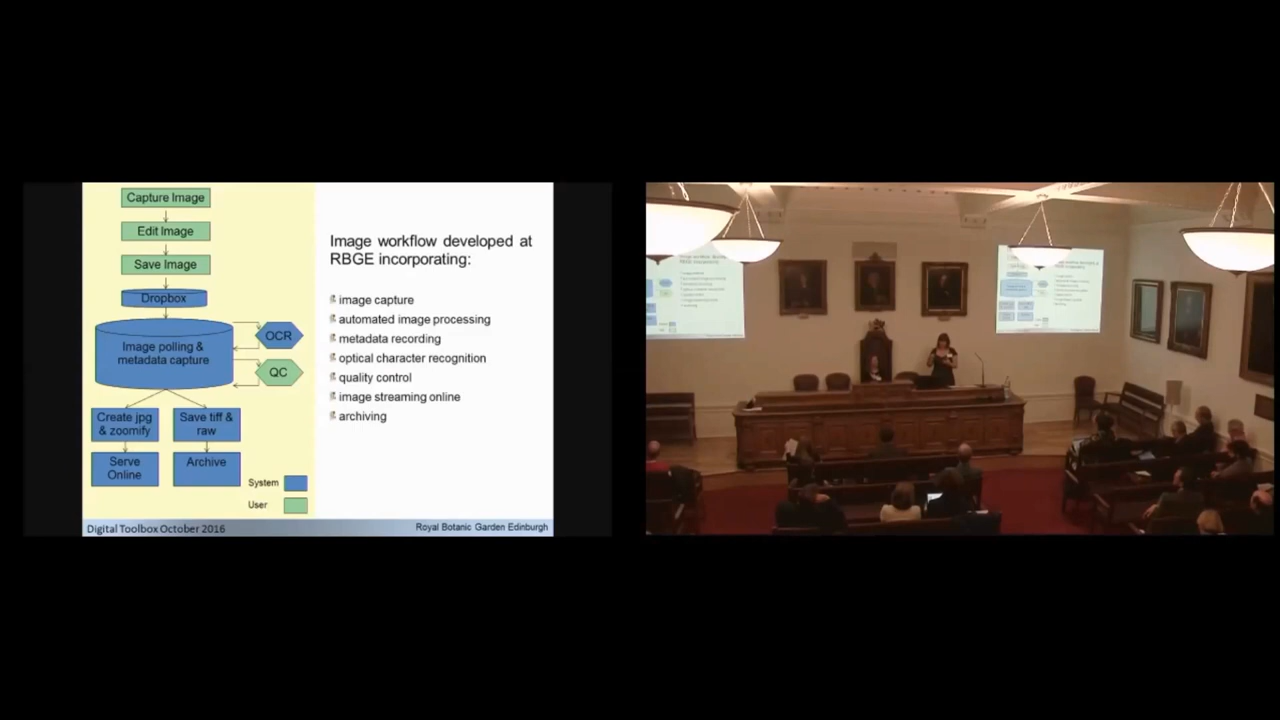 Capture Image
Edit Image
Save Image
Dropbox
Image polling &
metadata capture
OCR
QC
Create jpg
& zoomify
Save tiff &
raw
Serve
Online
Archive
System
User
Image workflow developed at
RBGE incorporating:
image capture
automated image processing
metadata recording
optical character recognition
quality control
image streaming online
archiving
Digital Toolbox October 2016
Royal Botanic Garden Edinburgh